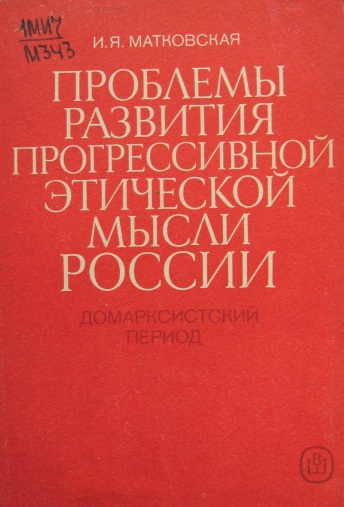 1МИ7
М343
И.Я. МАТКОВСКАЯ
ПРОБЛЕМЫ
РАЗВИТИЯ
ПРОГРЕССИВНОЙ
ЭТИЧЕСКОЙ
МЫСЛИ
РОССИИ
ДОМАРКСИСТСКИЙ
ПЕРИОД